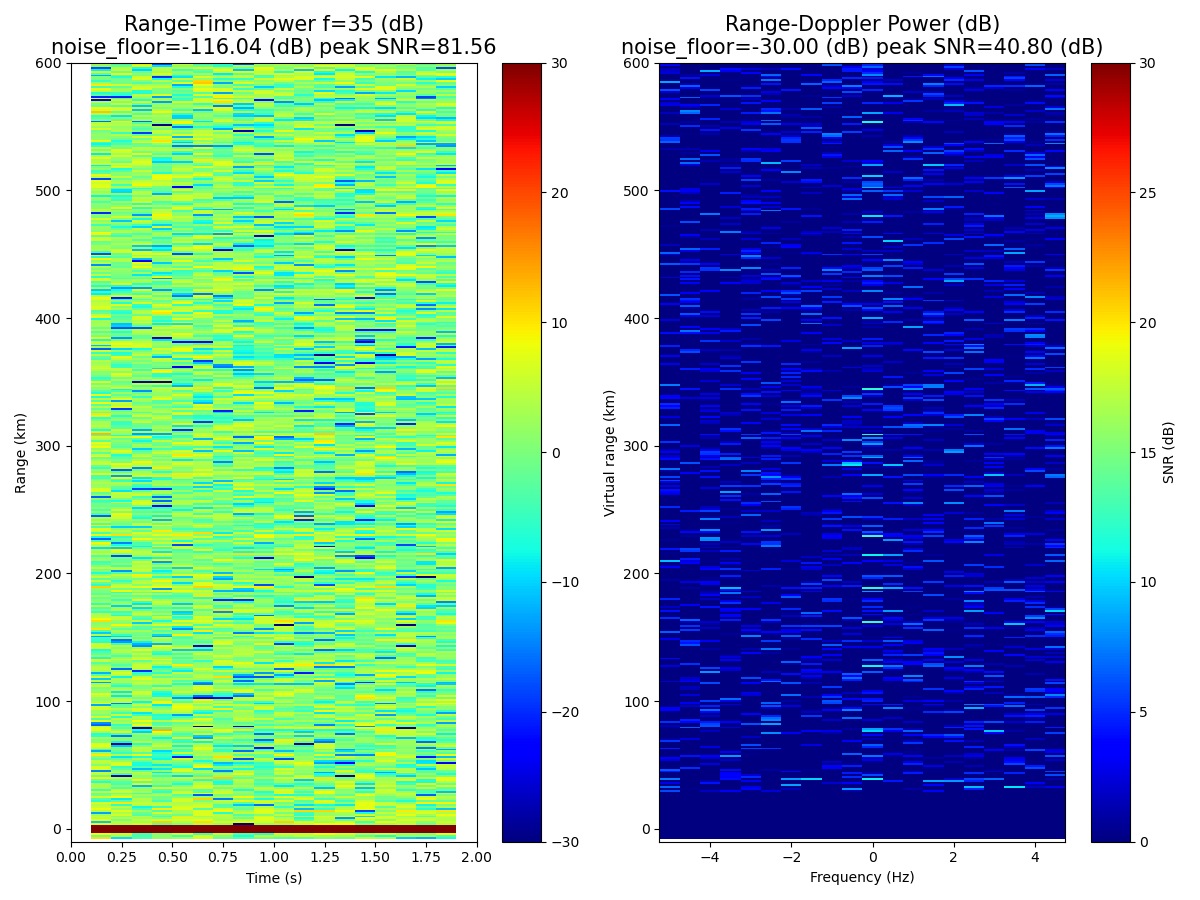 Range-Time Power f=35 (dB)
noise_floor=-116.04 (dB) peak SNR=81.56
Range-Doppler Power (dB)
noise_floor=-30.00 (dB) peak SNR=40.80 (dB)
600
500
400
300
200
100
0
Range (km)
0.00 0.25 0.50 0.75 1.00 1.25 1.50 1.75 2.00
Time (s)
30
20
10
0
−10
−20
−30
600
500
400
300
200
100
0
Virtual range (km)
−4 −2 0 2 4
Frequency (Hz)
30
25
20
15
10
5
0
SNR (dB)